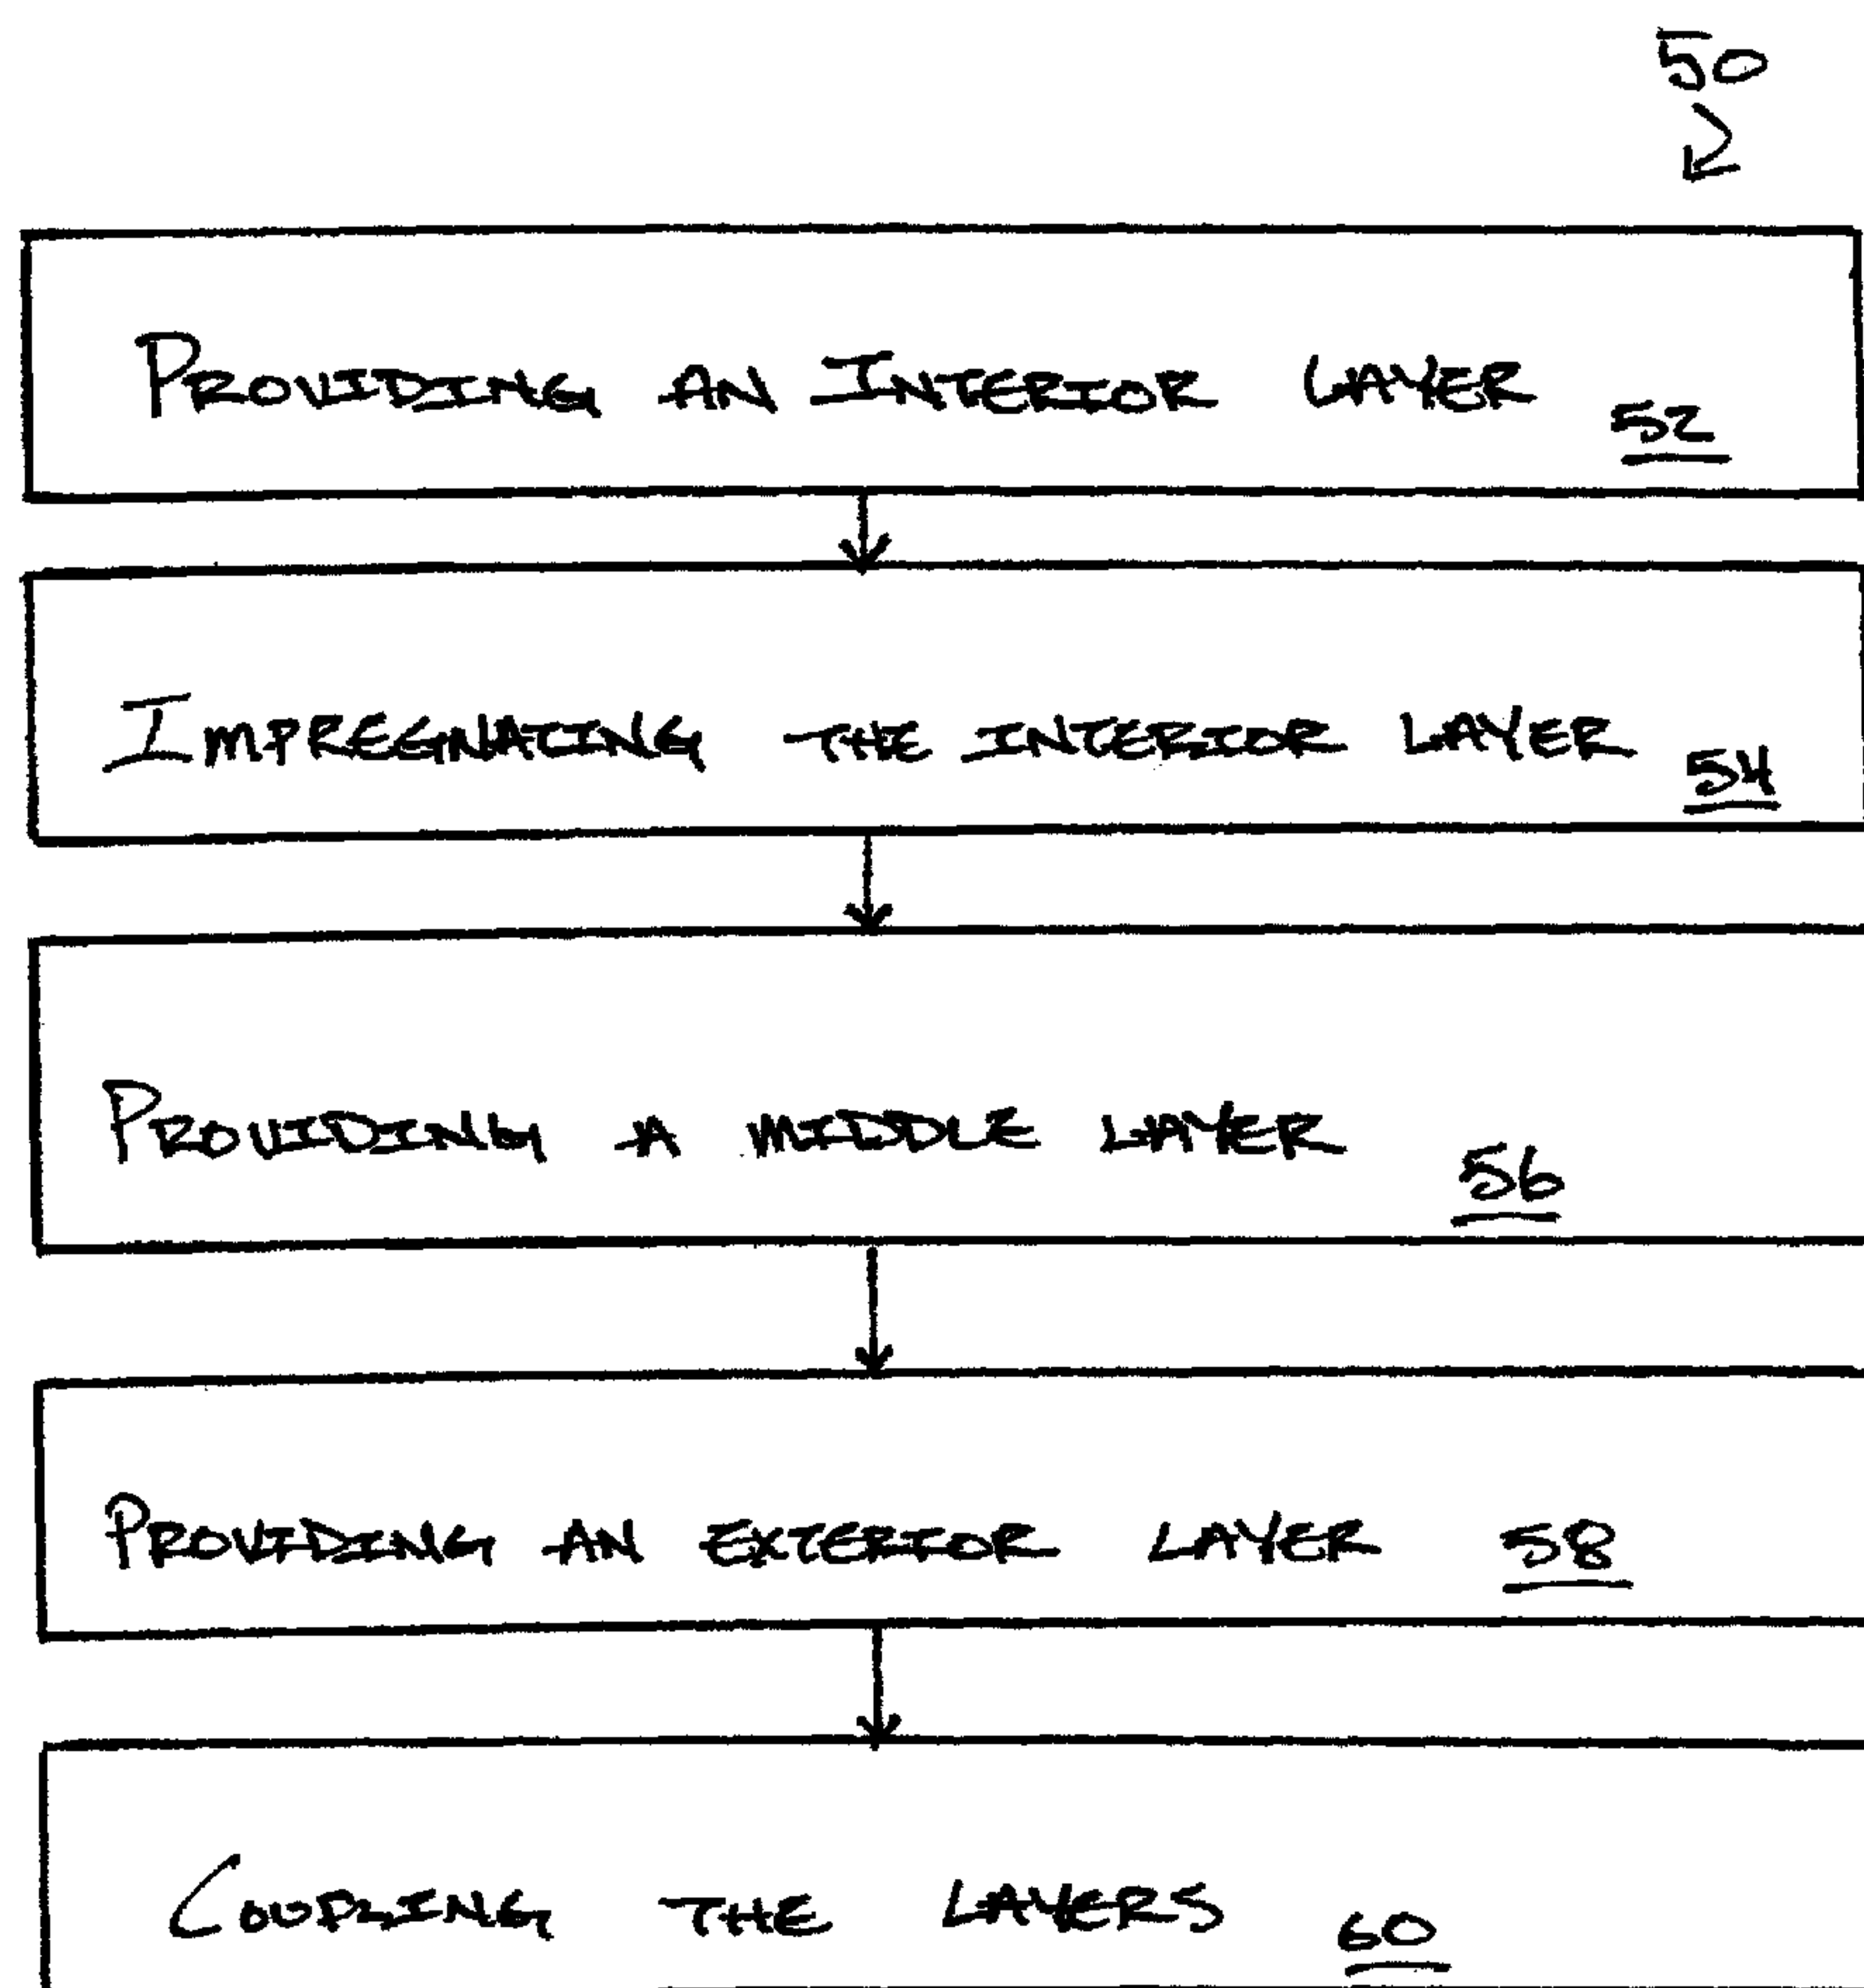 50
PROVIDING AN INTERIOR LAYER 52
IMPREGNATING THE INTERIOR LAYER 54
PROVIDING A MIDDLE LAYER 56
PROVIDING AN EXTERIOR LAYER 58
COUPLING THE LAYERS 60